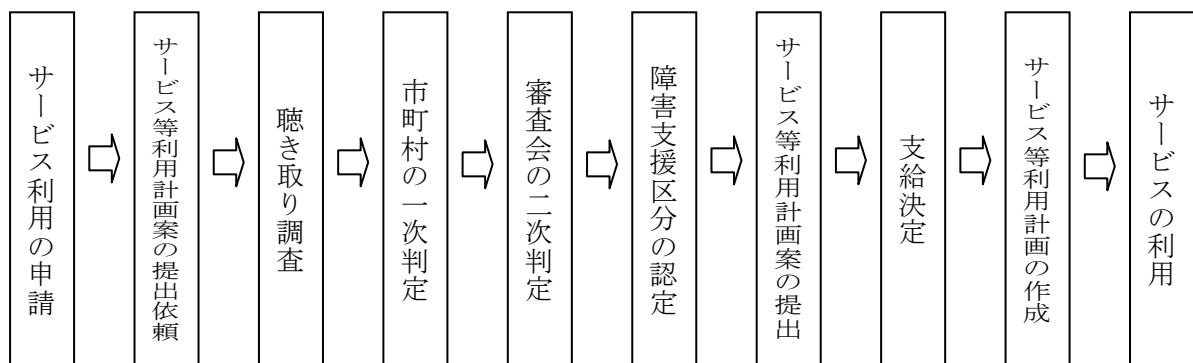 サービス利用の申請
サービス等利用計画案の提出依頼
聴き取り調査
市町村の一次判定
審査会の二次判定
障害支援区分の認定
サービス等利用計画案の提出
支給決定
サービス等利用計画の作成
サービスの利用